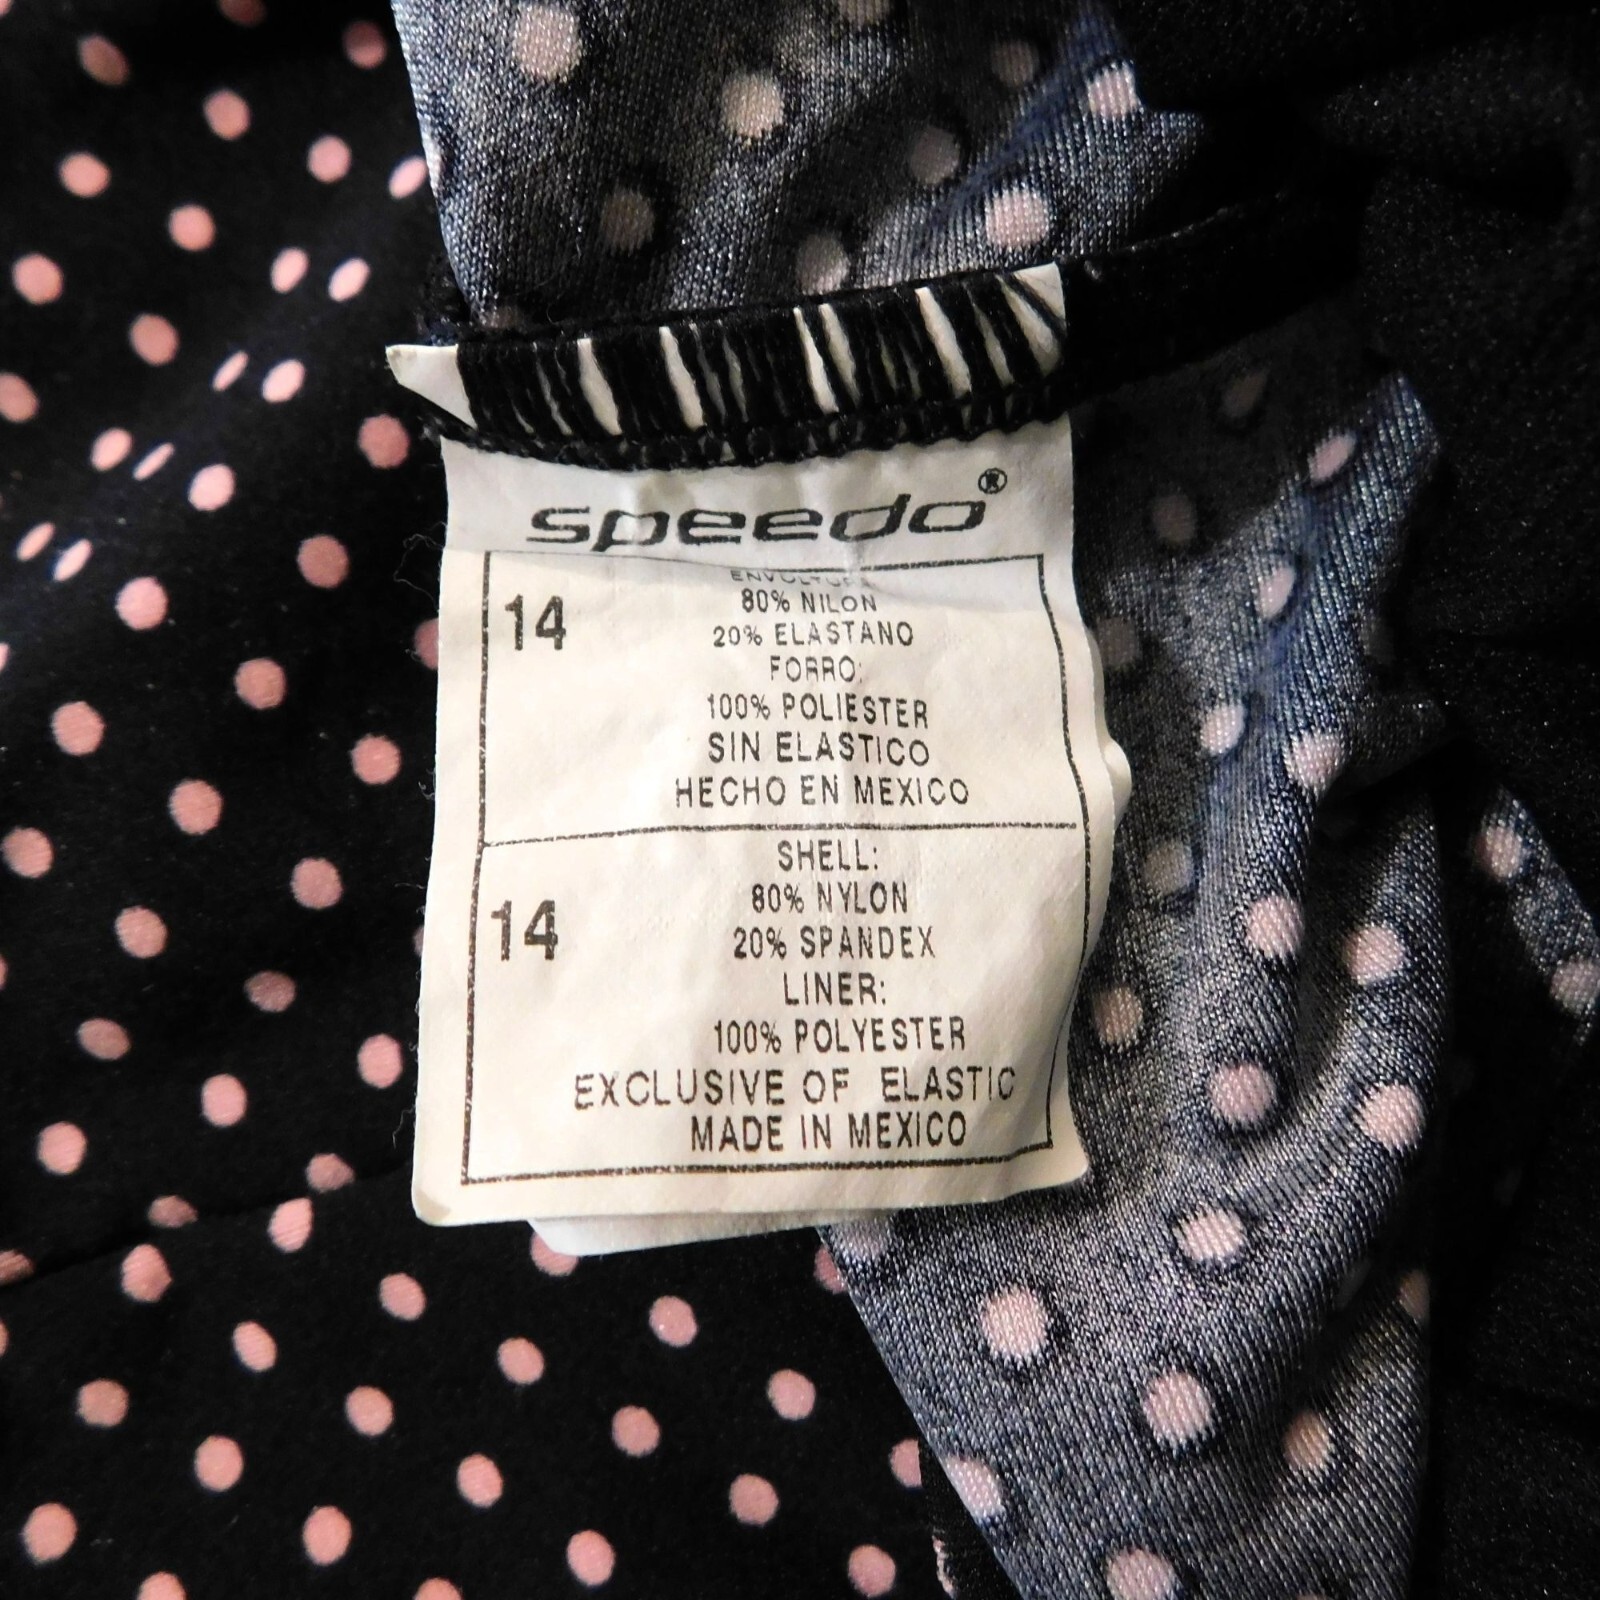 speedo®
ENVOLTURA
14
80% NILON
20% ELASTANO
FORRO:
100% POLIESTER
SIN ELASTICO
HECHO EN MEXICO
SHELL:
14
80% NYLON
20% SPANDEX
LINER:
100% POLYESTER
EXCLUSIVE OF ELASTIC
MADE IN MEXICO